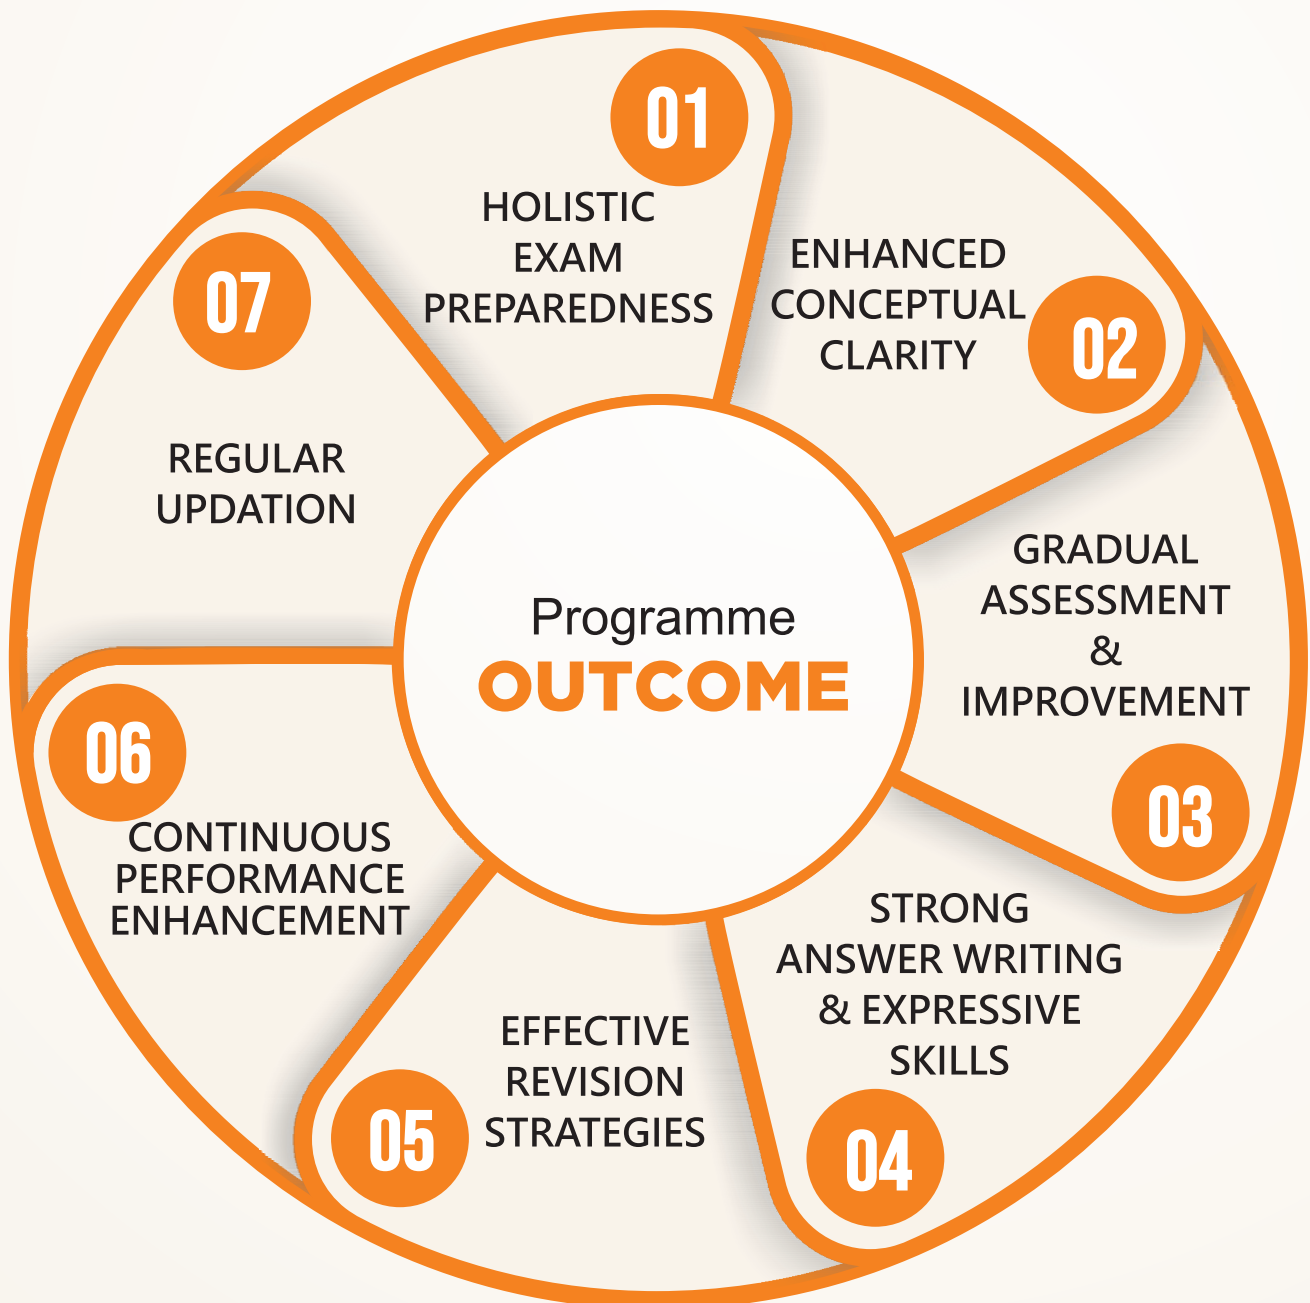 Programme
OUTCOME
01
HOLISTIC
EXAM
PREPAREDNESS
02
ENHANCED
CONCEPTUAL
CLARITY
03
GRADUAL
ASSESSMENT
&
IMPROVEMENT
04
STRONG
ANSWER WRITING
& EXPRESSIVE
SKILLS
05
EFFECTIVE
REVISION
STRATEGIES
06
CONTINUOUS
PERFORMANCE
ENHANCEMENT
07
REGULAR
UPDATION